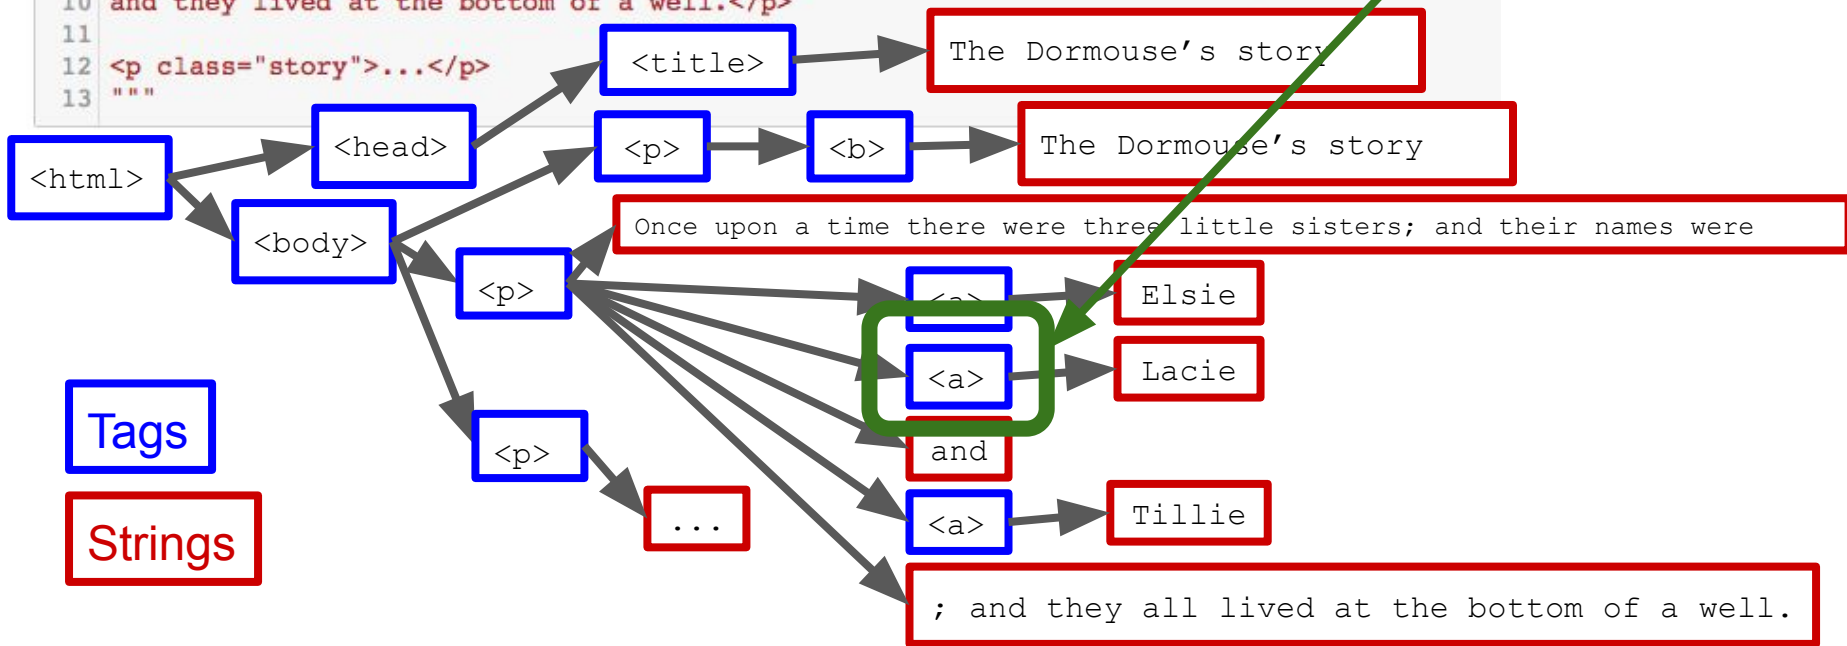 10 and they lived at the bottom of a well.</p>
11
12 <p class="story">...</p>
13 """
<title>
The Dormouse's story
<head>
<p>
<b>
The Dormouse's story
<html>
<body>
Once upon a time there were three little sisters; and their names were
<p>
<a>
Elsie
<a>
Lacie
Tags
<p>
and
Strings
...
<a>
Tillie
; and they all lived at the bottom of a well.